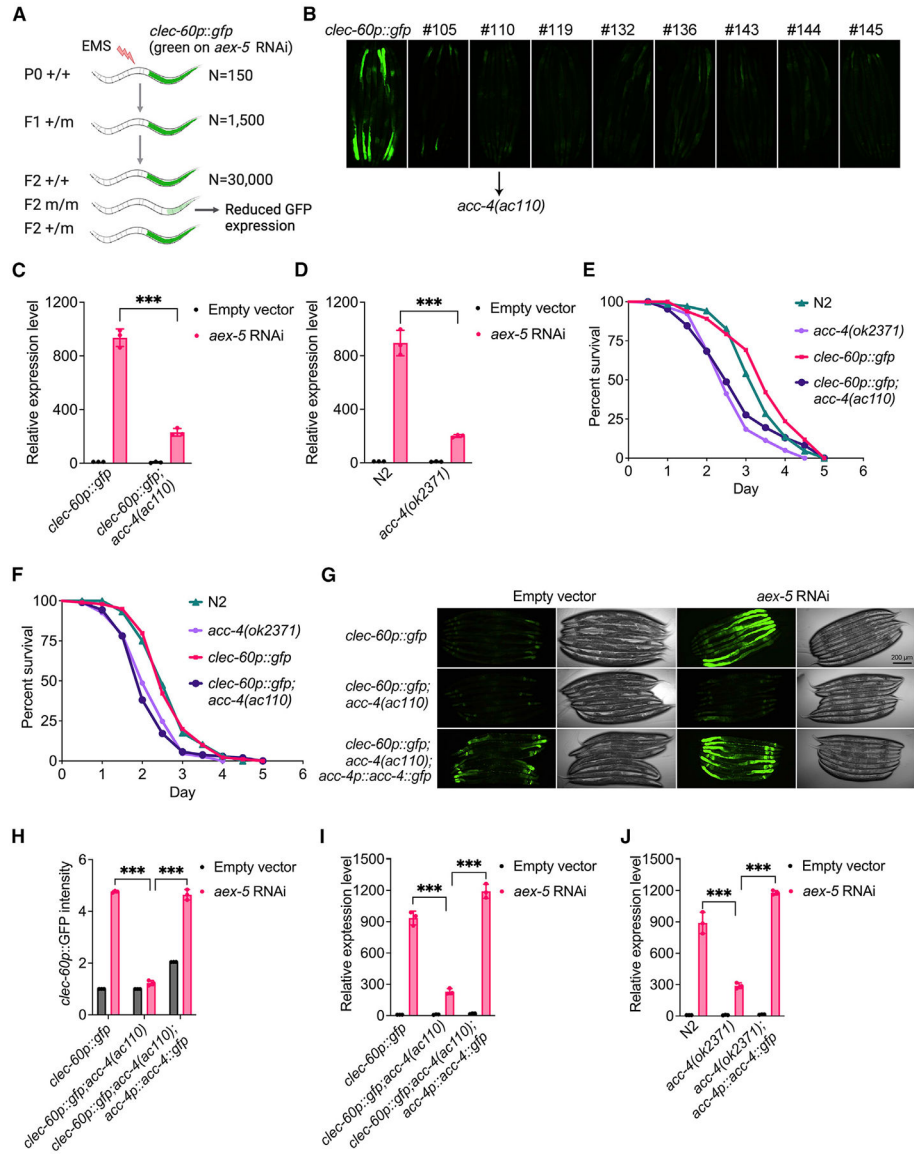 A
clec-60p::gfp
EMS
(green on aex-5 RNAi)
P0 +/+
N=150
F1 +/m
N=1,500
F2 +/+
N=30,000
F2 m/m
Reduced GFP
expression
F2 +/m
B
clec-60p::gfp #105 #110 #119 #132 #136 #143 #144 #145
acc-4(ac110)
C
Relative expression level
1200
800
400
0
Empty vector
aex-5 RNAi
***
clec-60p::gfp
clec-60p::gfp;
acc-4(ac110)
D
Relative expression level
1200
800
400
0
Empty vector
aex-5 RNAi
***
N2
acc-4(ok2371)
E
Percent survival
100
75
50
25
0
0 1 2 3 4 5 6
Day
N2
acc-4(ok2371)
clec-60p::gfp
clec-60p::gfp;
acc-4(ac110)
F
Percent survival
100
75
50
25
0
0 1 2 3 4 5 6
Day
N2
acc-4(ok2371)
clec-60p::gfp
clec-60p::gfp;
acc-4(ac110)
G
Empty vector aex-5 RNAi
clec-60p::gfp
200 µm
clec-60p::gfp;
acc-4(ac110)
clec-60p::gfp;
acc-4(ac110);
acc-4p::acc-4::gfp
H
clec-60p::GFP intensity
6
4
2
0
Empty vector
aex-5 RNAi
*** ***
clec-60p::gfp
clec-60p::gfp;acc-4(ac110)
clec-60p::gfp;acc-4(ac110);
acc-4p::acc-4::gfp
I
Relative exptession level
1500
1200
900
600
300
0
Empty vector
aex-5 RNAi
***
***
clec-60p::gfp
clec-60p::gfp;acc-4(ac110)
clec-60p::gfp;acc-4(ac110);
acc-4p::acc-4::gfp
J
Relative expression level
1500
1200
900
600
300
0
Empty vector
aex-5 RNAi
***
***
N2
acc-4(ok2371)
acc-4(ok2371);
acc-4p::acc-4::gfp